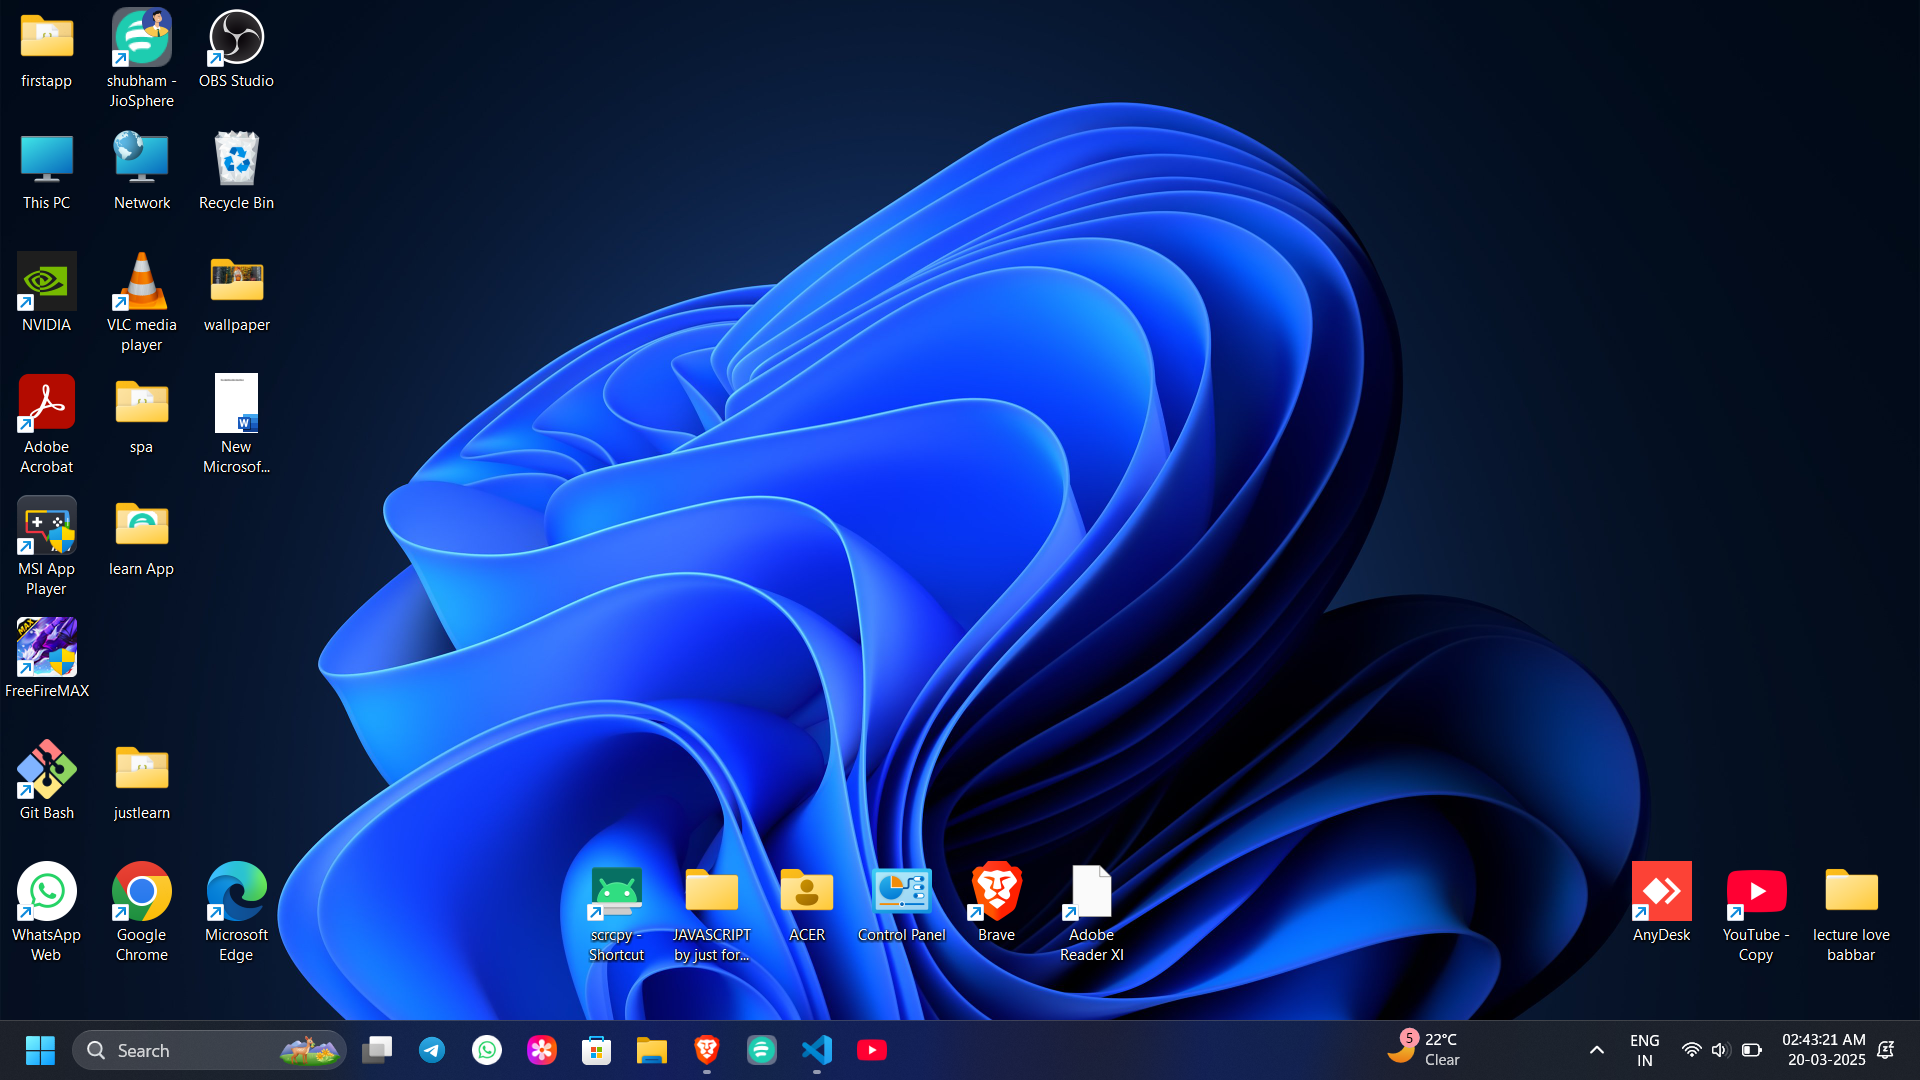 firstapp
shubham -
JioSphere
OBS Studio
This PC
Network
Recycle Bin
NVIDIA
VLC media
player
wallpaper
Adobe
Acrobat
spa
New
Microsof...
MSI App
Player
learn App
FreeFireMAX
Git Bash
justlearn
WhatsApp
Web
Google
Chrome
Microsoft
Edge
scrcpy -
Shortcut
JAVASCRIPT
by just for...
ACER
Control Panel
Brave
Adobe
Reader XI
AnyDesk
YouTube -
Copy
lecture love
babbar
Search
5
22°C
Clear
ENG
IN
02:43:21 AM
20-03-2025